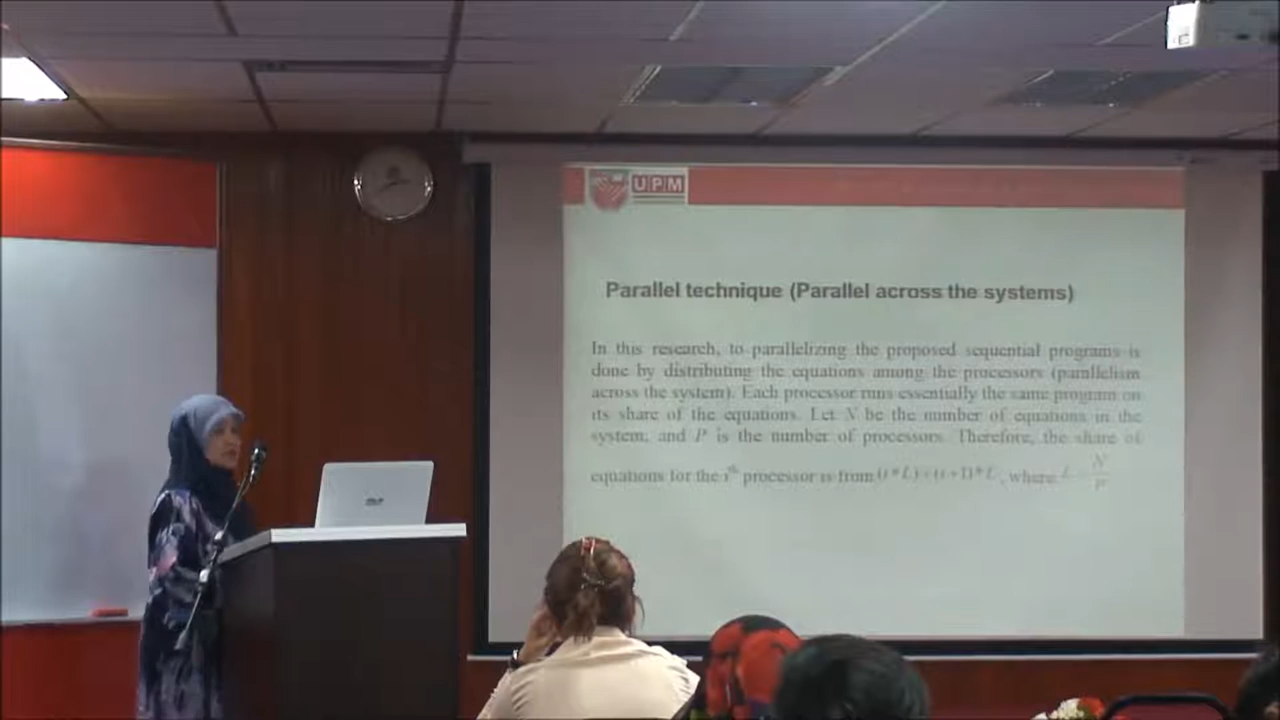 UPM
Parallel technique (Parallel across the systems)
In this research, to parallelizing the proposed sequential programs is
done by distributing the equations among the processors (parallelism
across the system). Each processor runs essentially the same program on
its share of the equations. Let N be the number of equations in the
system, and P is the number of processors. Therefore, the share of
equations for the iᵗʰ processor is from (i * L) + (i + 1) * L, where L = N/P